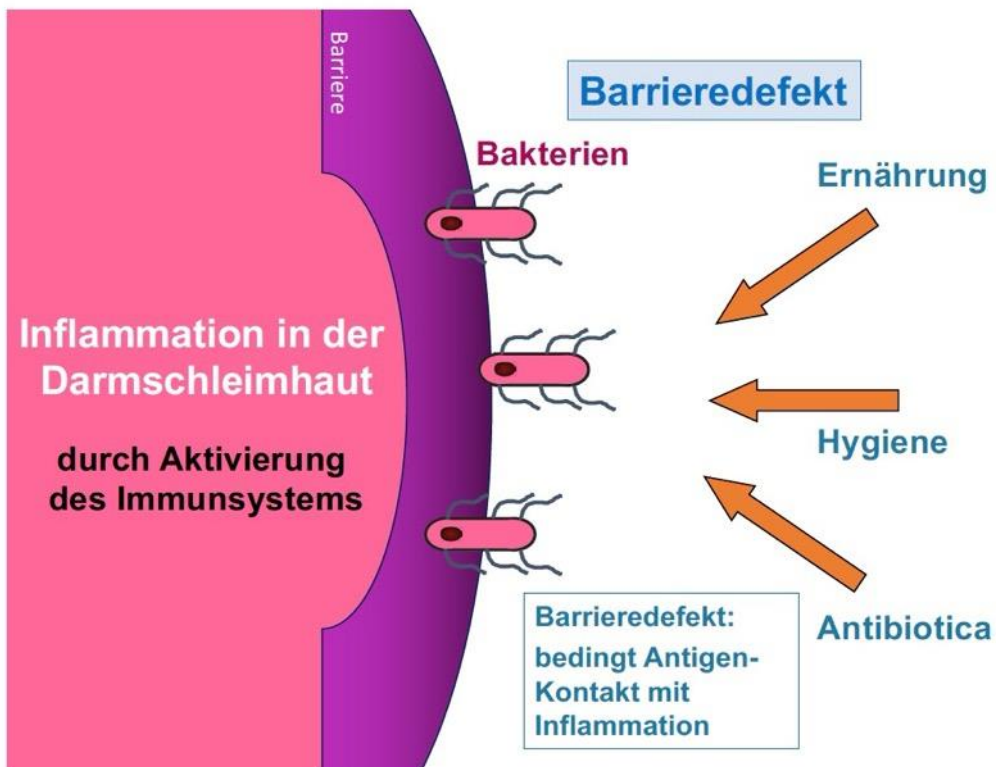 Barriere
Barrieredefekt
Bakterien
Ernährung
Inflammation in der
Darmschleimhaut
durch Aktivierung
des Immunsystems
Hygiene
Barrieredefekt:
bedingt Antigen-
Kontakt mit
Inflammation
Antibiotica